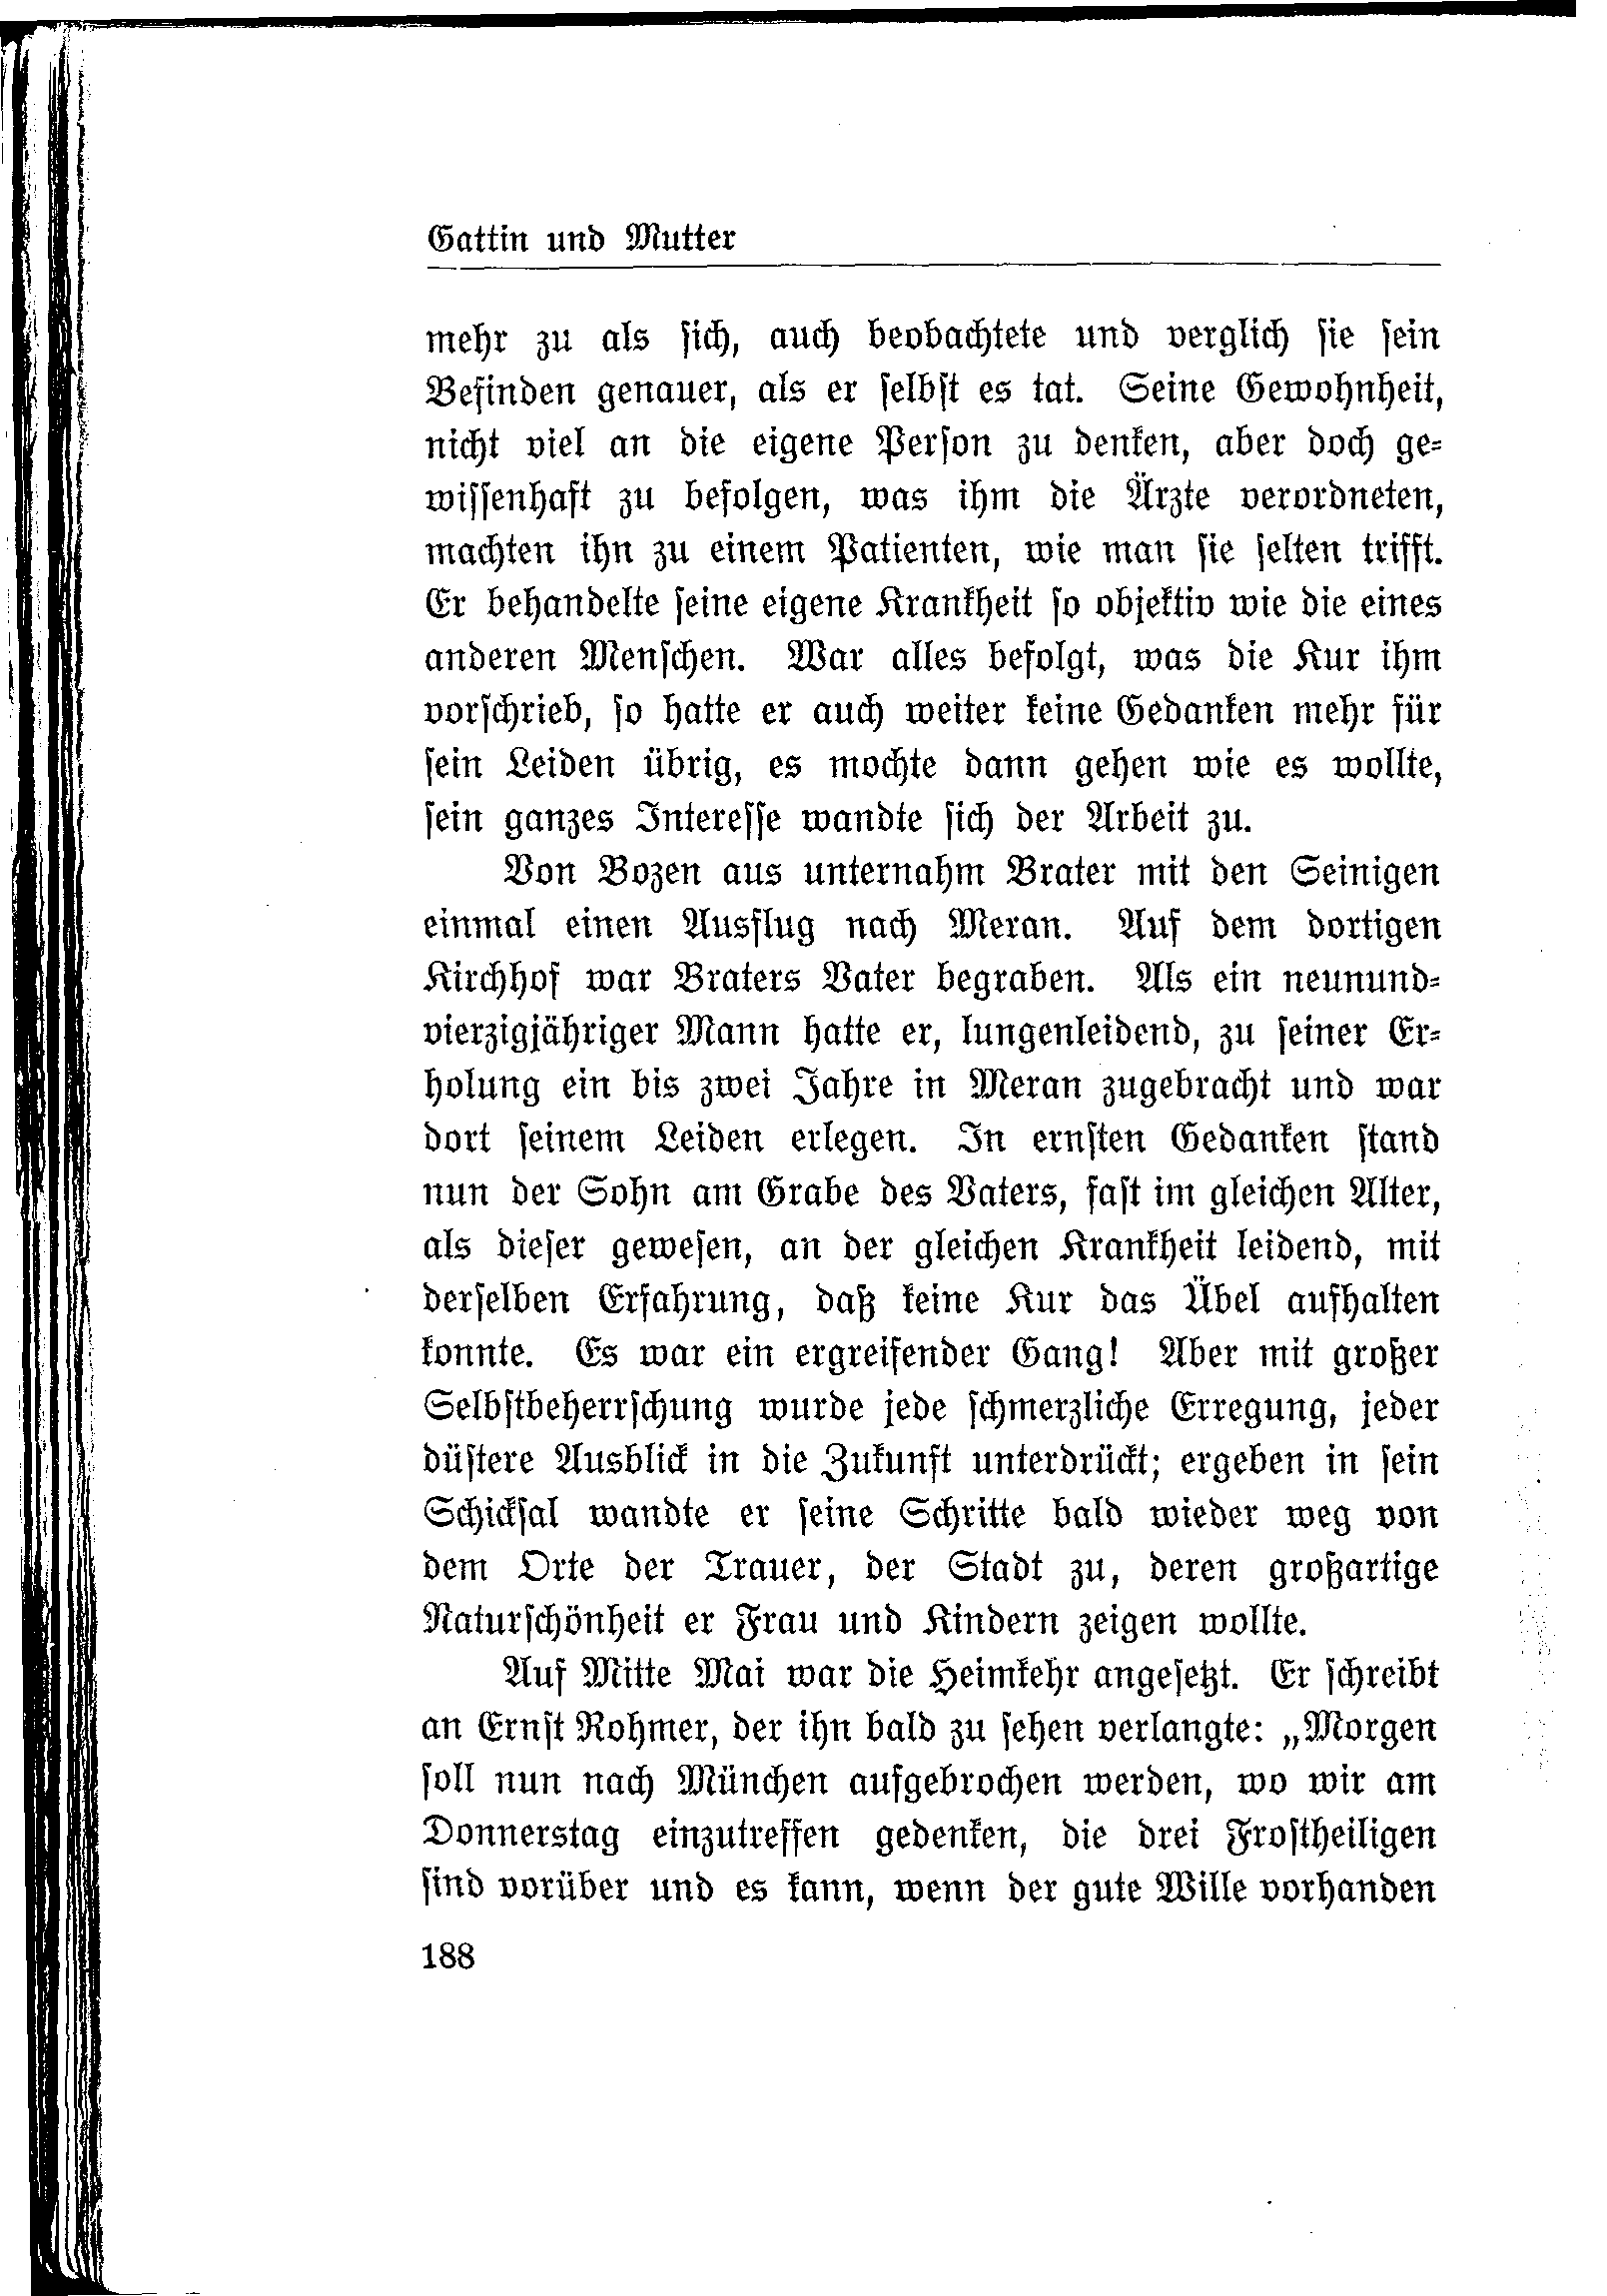 Gattin und Mutter
mehr zu als sich, auch beobachtete und verglich sie sein
Befinden genauer, als er selbst es tat. Seine Gewohnheit,
nicht viel an die eigene Person zu denken, aber doch ge-
wissenhaft zu befolgen, was ihm die Ärzte verordneten,
machten ihn zu einem Patienten, wie man sie selten trifft.
Er behandelte seine eigene Krankheit so objektiv wie die eines
anderen Menschen. War alles befolgt, was die Kur ihm
vorschrieb, so hatte er auch weiter keine Gedanken mehr für
sein Leiden übrig, es mochte dann gehen wie es wollte,
sein ganzes Interesse wandte sich der Arbeit zu.
Von Bozen aus unternahm Brater mit den Seinigen
einmal einen Ausflug nach Meran. Auf dem dortigen
Kirchhof war Braters Vater begraben. Als ein neunund-
vierzigjähriger Mann hatte er, lungenleidend, zu seiner Er-
holung ein bis zwei Jahre in Meran zugebracht und war
dort seinem Leiden erlegen. In ernsten Gedanken stand
nun der Sohn am Grabe des Vaters, fast im gleichen Alter,
als dieser gewesen, an der gleichen Krankheit leidend, mit
derselben Erfahrung, daß keine Kur das Übel aufhalten
konnte. Es war ein ergreifender Gang! Aber mit großer
Selbstbeherrschung wurde jede schmerzliche Erregung, jeder
düstere Ausblick in die Zukunft unterdrückt; ergeben in sein
Schicksal wandte er seine Schritte bald wieder weg von
dem Orte der Trauer, der Stadt zu, deren großartige
Naturschönheit er Frau und Kindern zeigen wollte.
Auf Mitte Mai war die Heimkehr angesetzt. Er schreibt
an Ernst Rohmer, der ihn bald zu sehen verlangte: „Morgen
soll nun nach München aufgebrochen werden, wo wir am
Donnerstag einzutreffen gedenken, die drei Frostheiligen
sind vorüber und es kann, wenn der gute Wille vorhanden
188